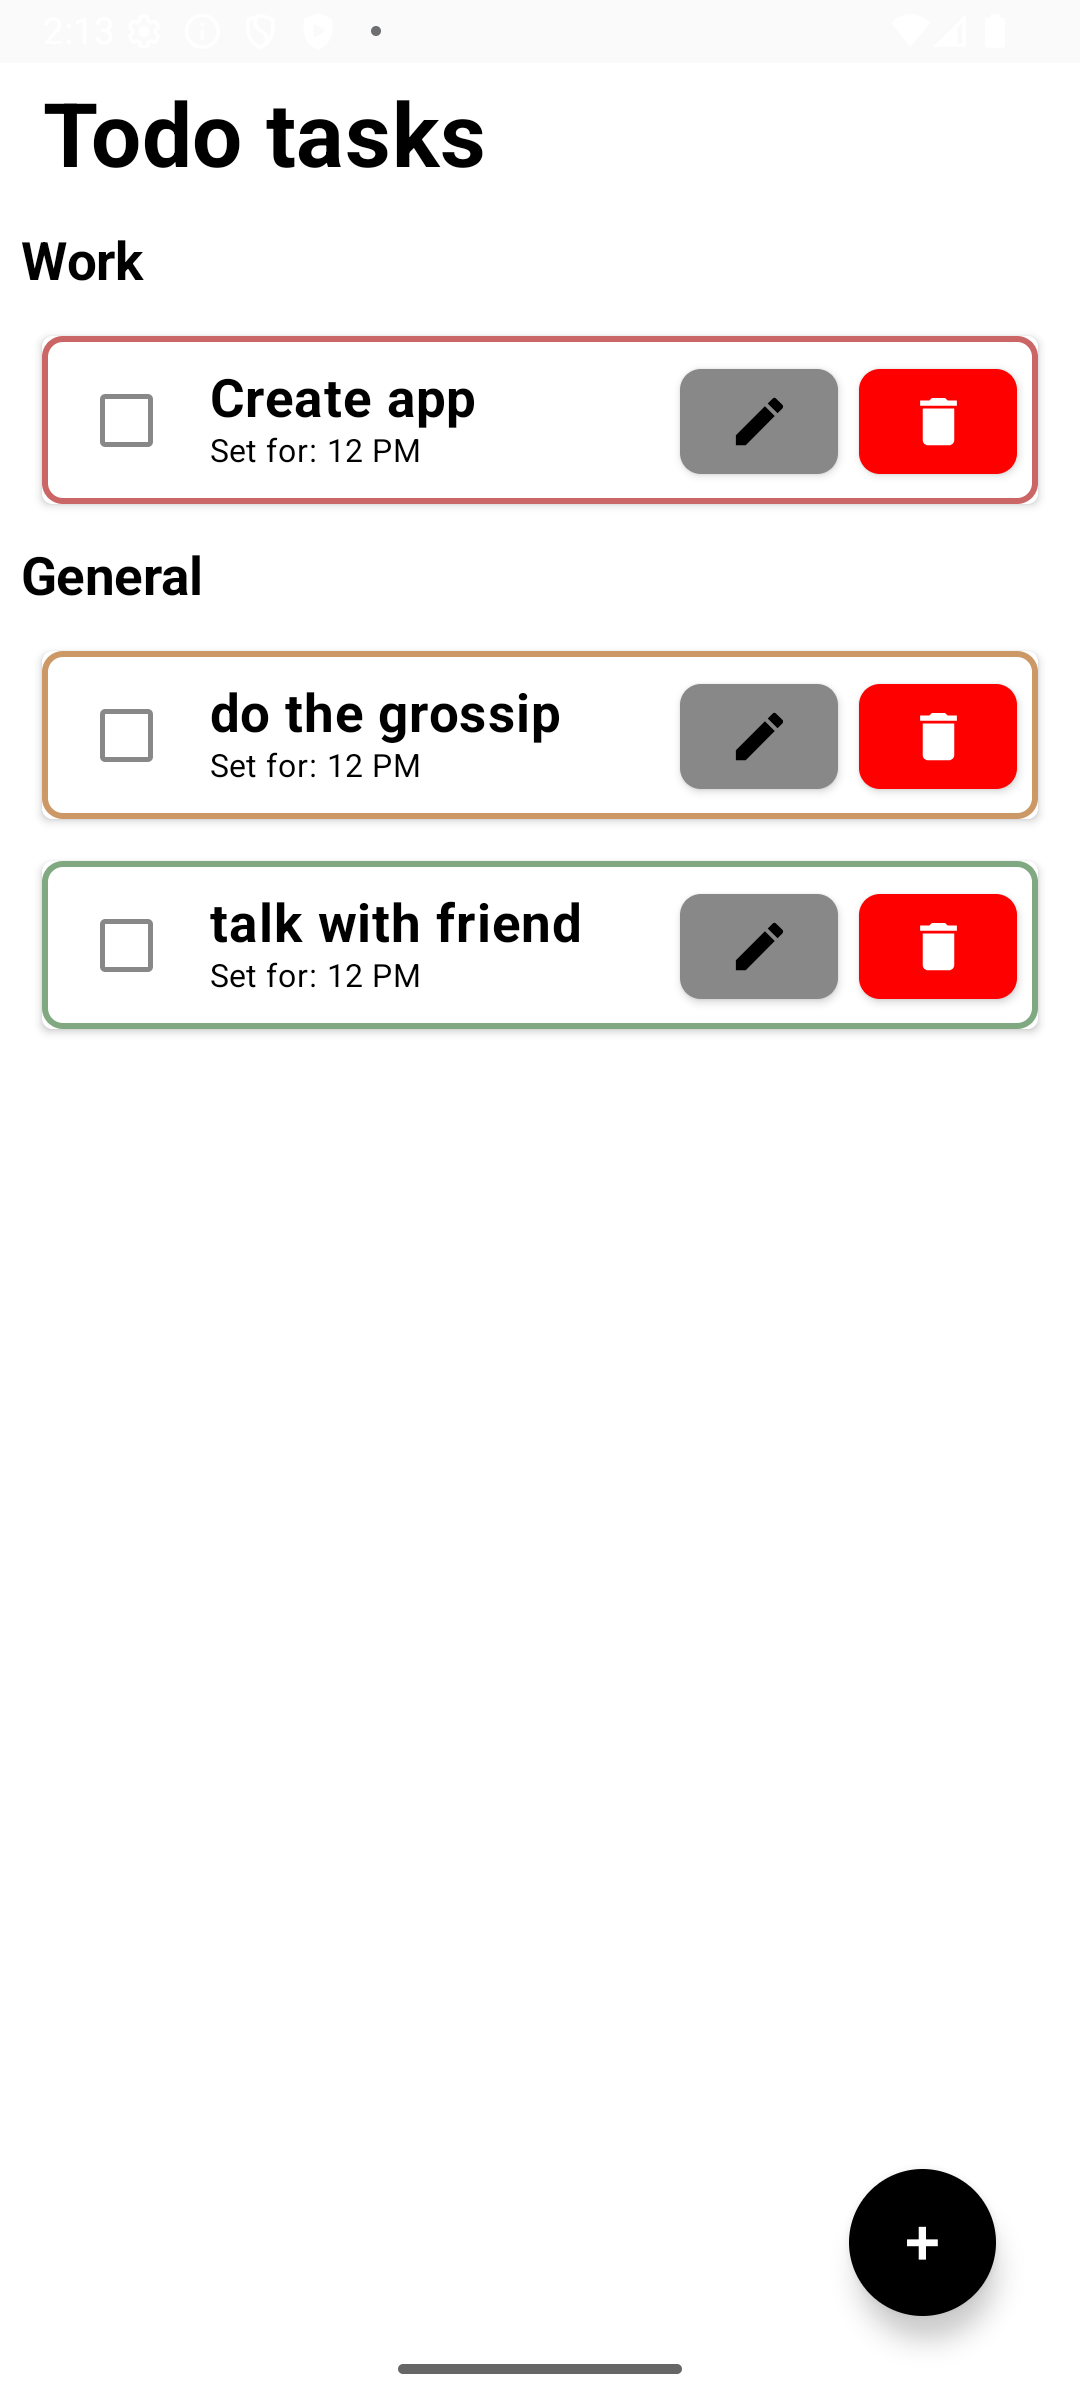 2:13
Todo tasks
Work
Create app
Set for: 12 PM
General
do the grossip
Set for: 12 PM
talk with friend
Set for: 12 PM
+